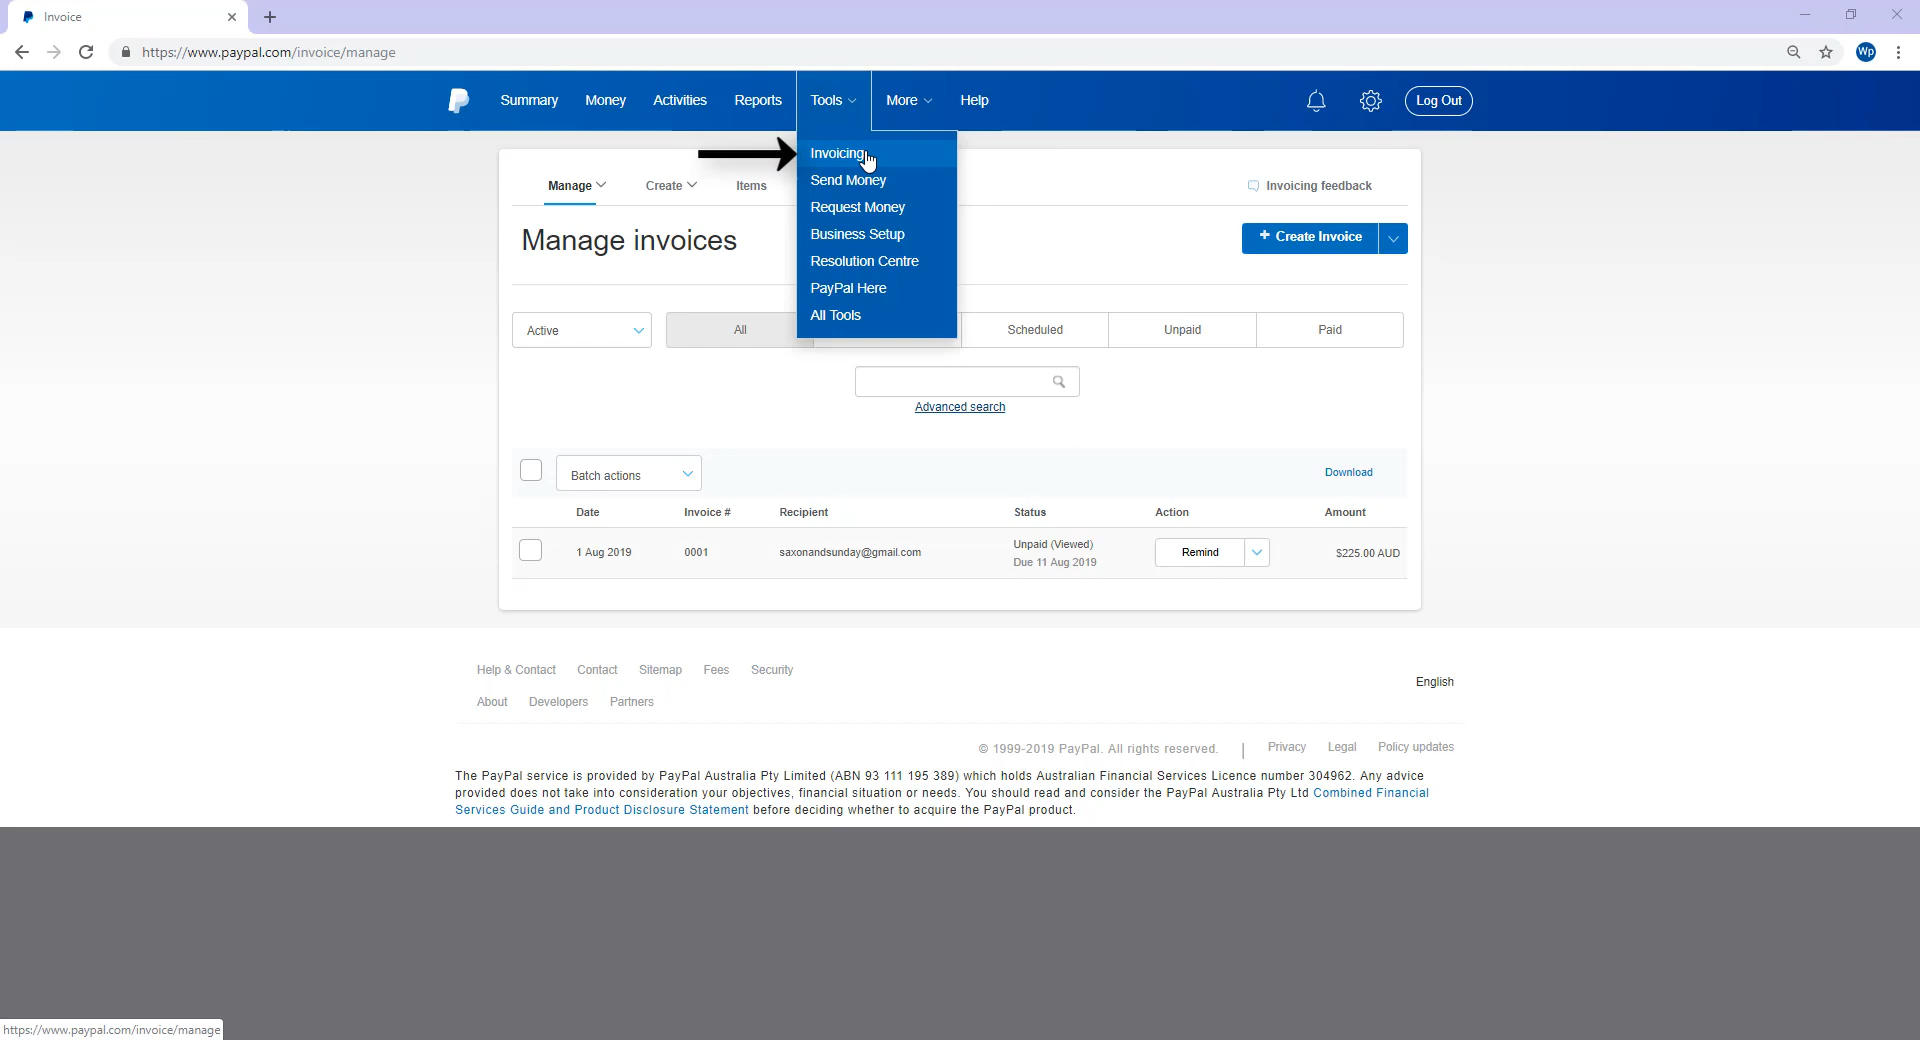 Invoice
https://www.paypal.com/invoice/manage
Wp
Summary Money Activities Reports Tools More Help Log Out
Invoicing
Send Money
Request Money
Business Setup
Resolution Centre
PayPal Here
All Tools
Manage Create Items Invoicing feedback
Manage invoices
+ Create Invoice
Active All Scheduled Unpaid Paid
Advanced search
Batch actions Download
Date Invoice # Recipient Status Action Amount
1 Aug 2019 0001 saxonandsunday@gmail.com Unpaid (Viewed) Remind $225.00 AUD
Due 11 Aug 2019
Help & Contact Contact Sitemap Fees Security
English
About Developers Partners
© 1999-2019 PayPal. All rights reserved. | Privacy Legal Policy updates
The PayPal service is provided by PayPal Australia Pty Limited (ABN 93 111 195 389) which holds Australian Financial Services Licence number 304962. Any advice
provided does not take into consideration your objectives, financial situation or needs. You should read and consider the PayPal Australia Pty Ltd Combined Financial
Services Guide and Product Disclosure Statement before deciding whether to acquire the PayPal product.
https://www.paypal.com/invoice/manage